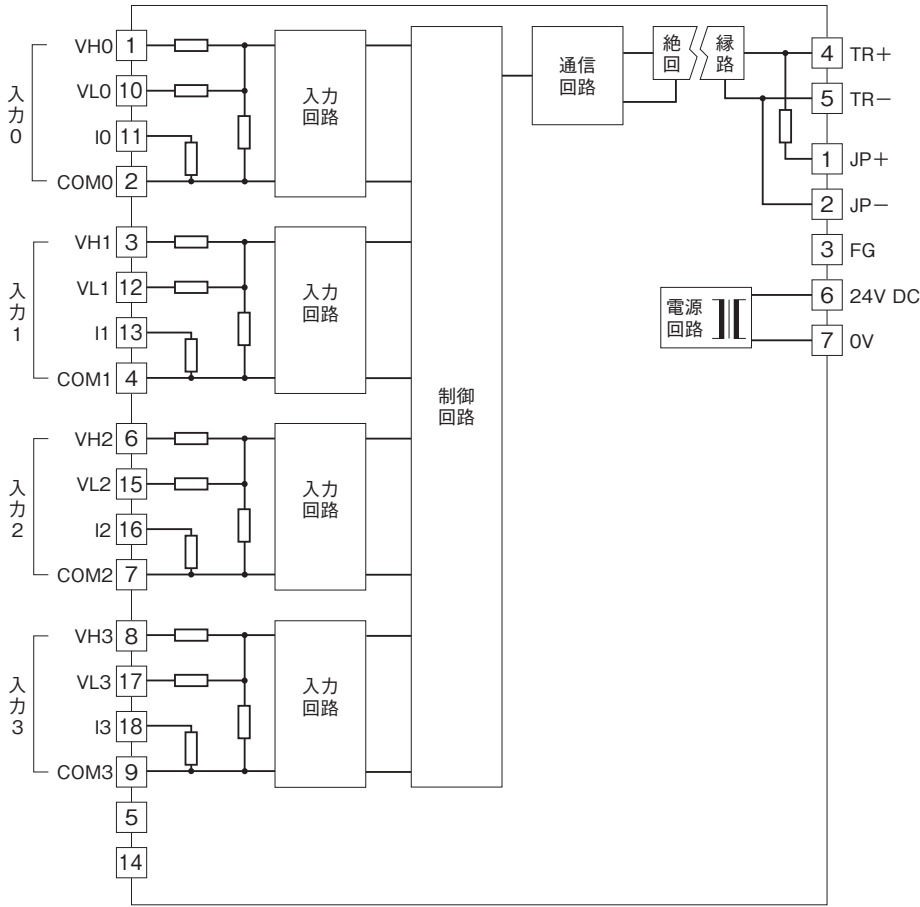 入力0
VH0 1
VL0 10
I0 11
COM0 2
入力
回路
入力1
VH1 3
VL1 12
I1 13
COM1 4
入力
回路
入力2
VH2 6
VL2 15
I2 16
COM2 7
入力
回路
入力3
VH3 8
VL3 17
I3 18
COM3 9
入力
回路
5
14
制御
回路
通信
回路
絶縁
回路
4 TR+
5 TR−
1 JP+
2 JP−
3 FG
電源
回路
6 24V DC
7 0V